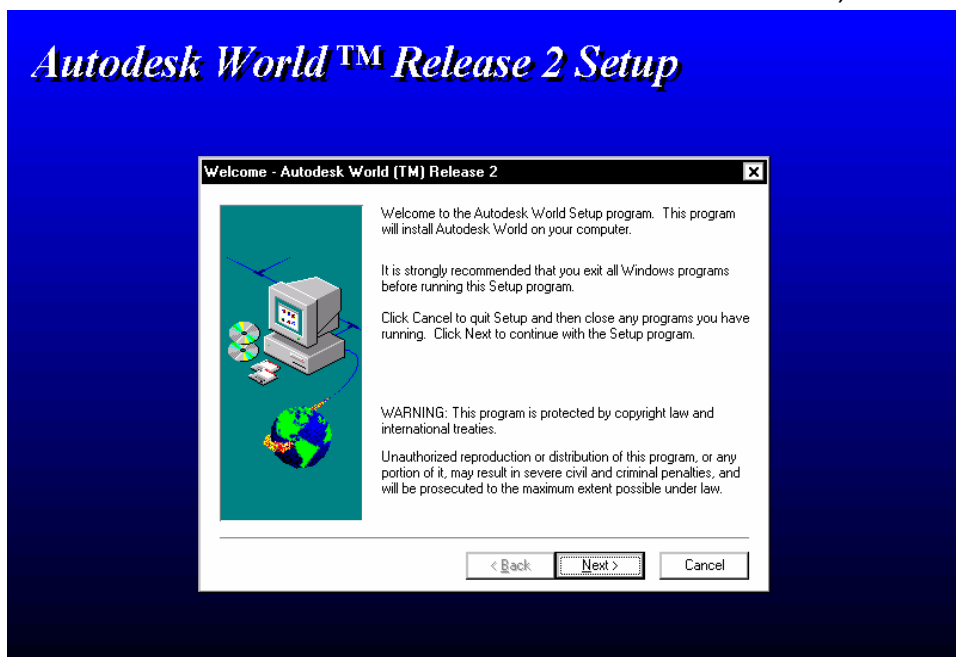 Autodesk World TM Release 2 Setup
Welcome - Autodesk World (TM) Release 2
Welcome to the Autodesk World Setup program. This program
will install Autodesk World on your computer.
It is strongly recommended that you exit all Windows programs
before running this Setup program.
Click Cancel to quit Setup and then close any programs you have
running. Click Next to continue with the Setup program.
WARNING: This program is protected by copyright law and
international treaties.
Unauthorized reproduction or distribution of this program, or any
portion of it, may result in severe civil and criminal penalties, and
will be prosecuted to the maximum extent possible under law.
< Back Next > Cancel